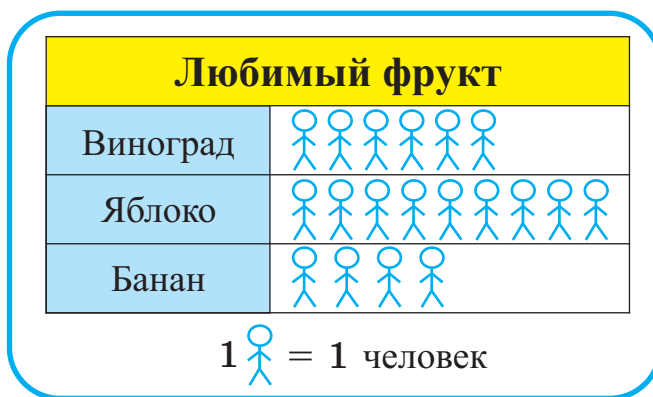 Любимый фрукт
Виноград
Яблоко
Банан
1 = 1 человек